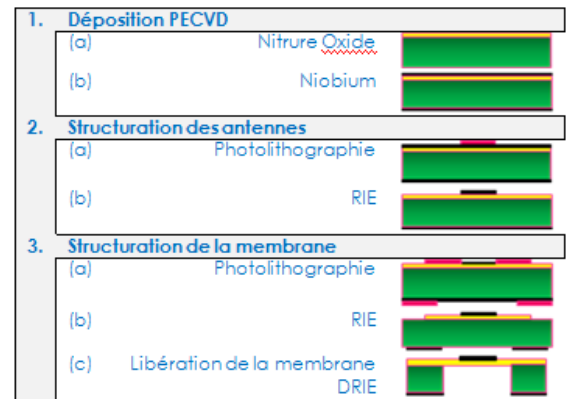 1. Déposition PECVD
(a) Nitrure Oxide
(b) Niobium
2. Structuration des antennes
(a) Photolithographie
(b) RIE
3. Structuration de la membrane
(a) Photolithographie
(b) RIE
(c) Libération de la membrane
DRIE